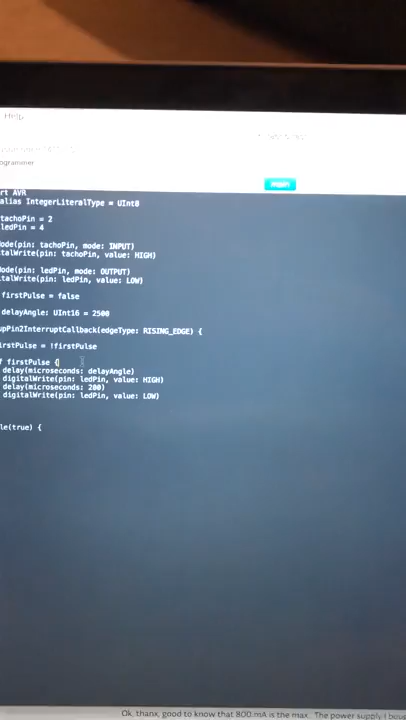 Help
ogrammer
rt AVR
alias IntegerLiteralType = UInt8
tachoPin = 2
ledPin = 4
ode(pin: tachoPin, mode: INPUT)
talWrite(pin: tachoPin, value: HIGH)
Mode(pin: ledPin, mode: OUTPUT)
talWrite(pin: ledPin, value: LOW)
firstPulse = false
delayAngle: UInt16 = 2500
upPin2InterruptCallback(edgeType: RISING_EDGE) {
irstPulse = !firstPulse
f firstPulse {
delay(microseconds: delayAngle)
digitalWrite(pin: ledPin, value: HIGH)
delay(microseconds: 200)
digitalWrite(pin: ledPin, value: LOW)
le(true) {
Ok, thanx, good to know that 800 mA is the max. The power supply I